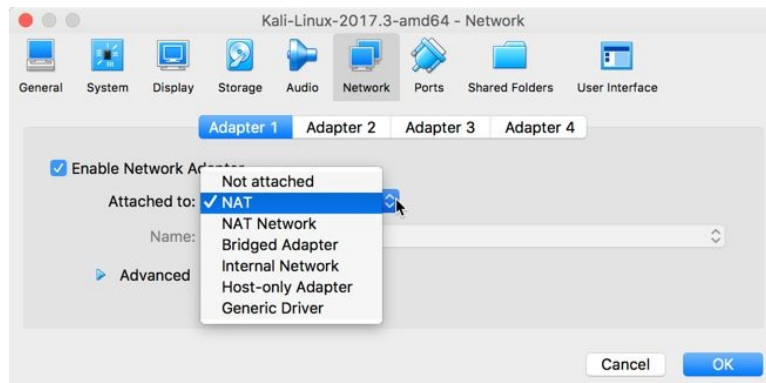 Kali-Linux-2017.3-amd64 - Network
General System Display Storage Audio Network Ports Shared Folders User Interface
Adapter 1 Adapter 2 Adapter 3 Adapter 4
Enable Network
Not attached
Attached to: NAT
NAT Network
Name:
Bridged Adapter
Internal Network
Advanced
Host-only Adapter
Generic Driver
Cancel OK